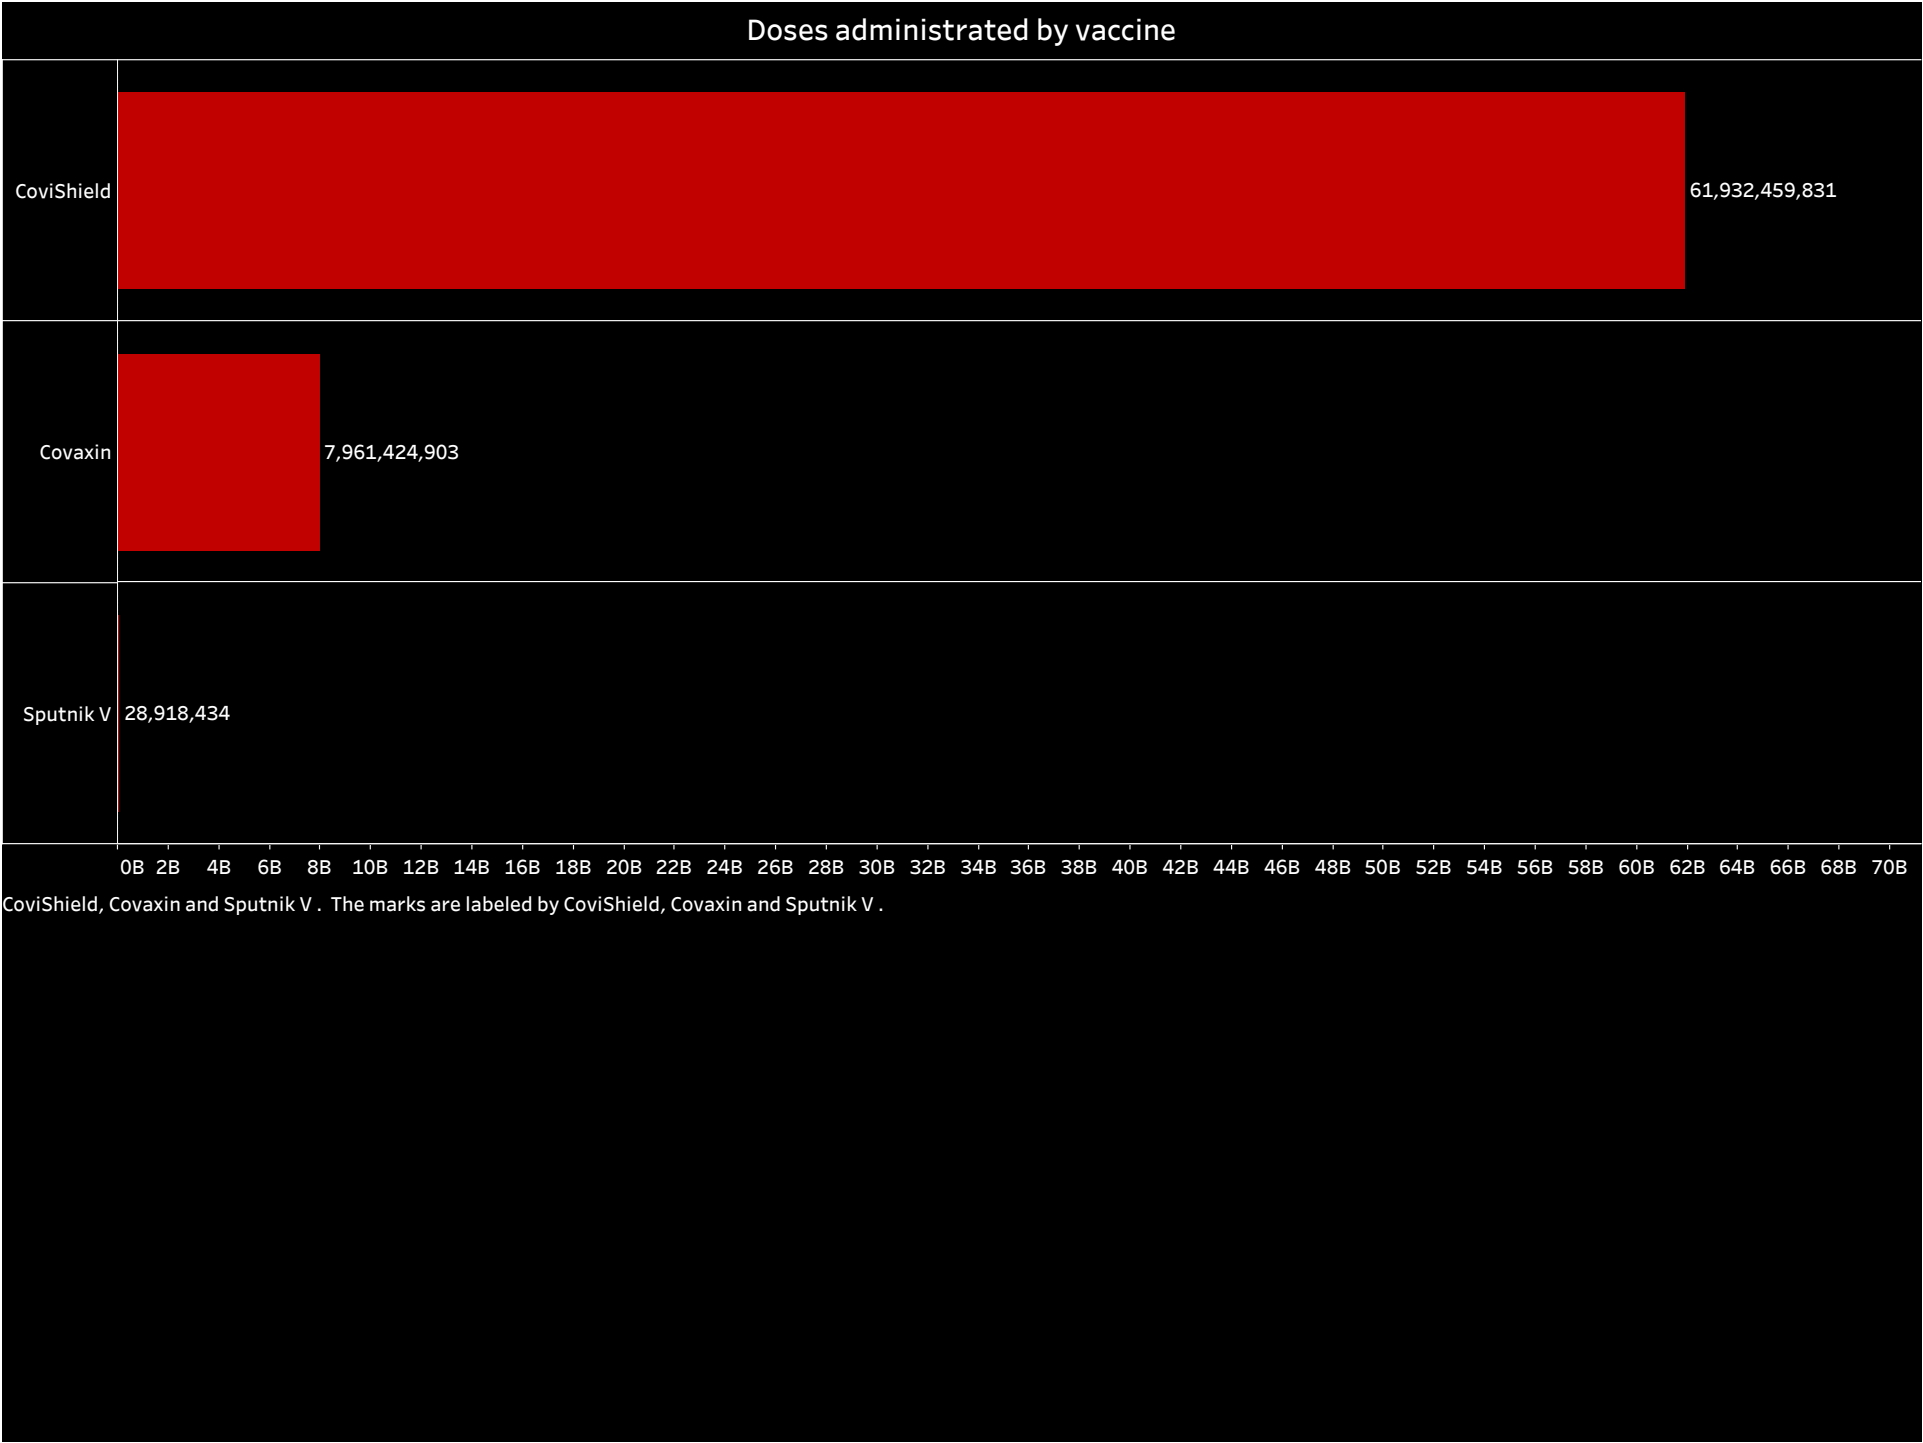 Doses administrated by vaccine
CoviShield
61,932,459,831
Covaxin
7,961,424,903
Sputnik V
28,918,434
0B 2B 4B 6B 8B 10B 12B 14B 16B 18B 20B 22B 24B 26B 28B 30B 32B 34B 36B 38B 40B 42B 44B 46B 48B 50B 52B 54B 56B 58B 60B 62B 64B 66B 68B 70B
CoviShield, Covaxin and Sputnik V .  The marks are labeled by CoviShield, Covaxin and Sputnik V .